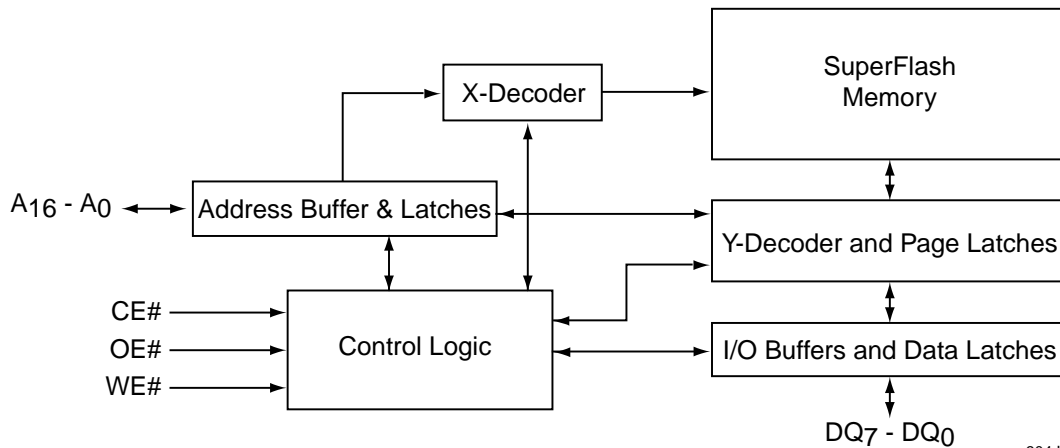 SuperFlash
Memory
X-Decoder
A16 - A0
Address Buffer & Latches
Y-Decoder and Page Latches
CE#
OE#
WE#
Control Logic
I/O Buffers and Data Latches
DQ7 - DQ0